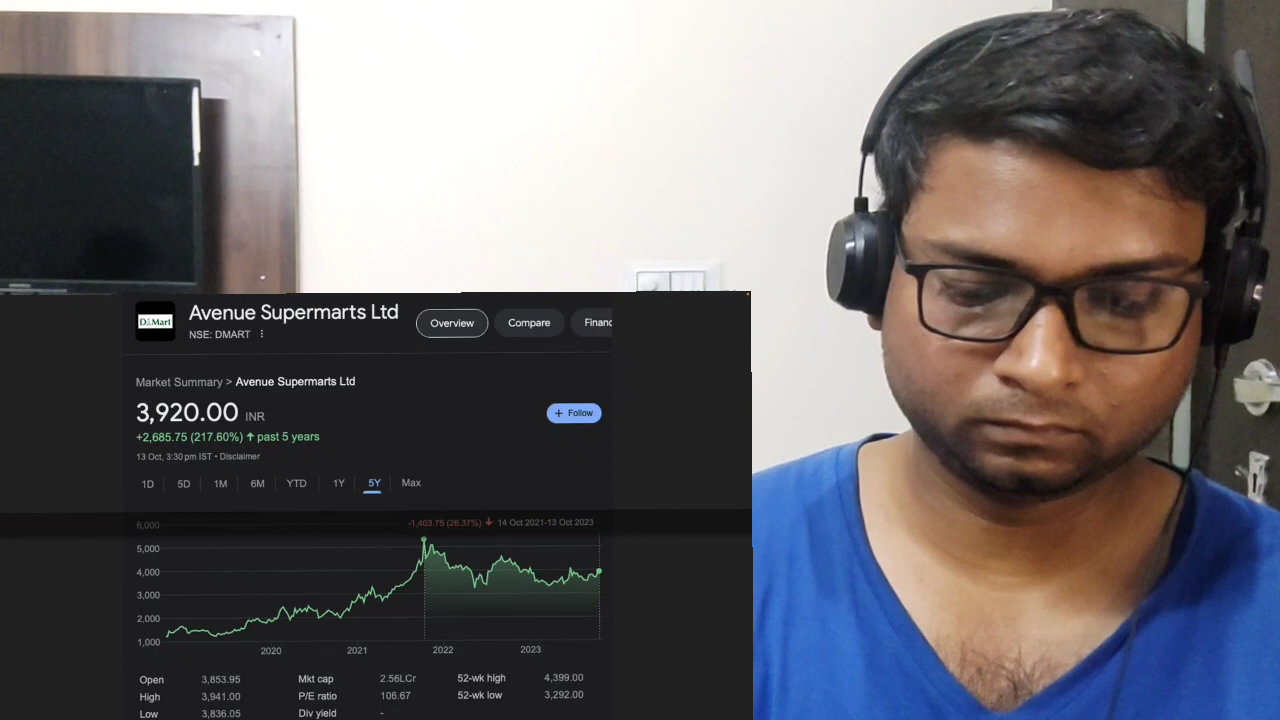 D Mart
Avenue Supermarts Ltd
NSE: DMART
Overview
Compare
Financ
Market Summary > Avenue Supermarts Ltd
3,920.00 INR
+ Follow
+2,685.75 (217.60%) ↑ past 5 years
13 Oct, 3:30 pm IST • Disclaimer
1D 5D 1M 6M YTD 1Y 5Y Max
-1,403.75 (26.37%) ↓ 14 Oct 2021-13 Oct 2023
6,000
5,000
4,000
3,000
2,000
1,000
2020 2021 2022 2023
Open 3,853.95 Mkt cap 2.56LCr 52-wk high 4,399.00
High 3,941.00 P/E ratio 106.67 52-wk low 3,292.00
Low 3,836.05 Div yield -